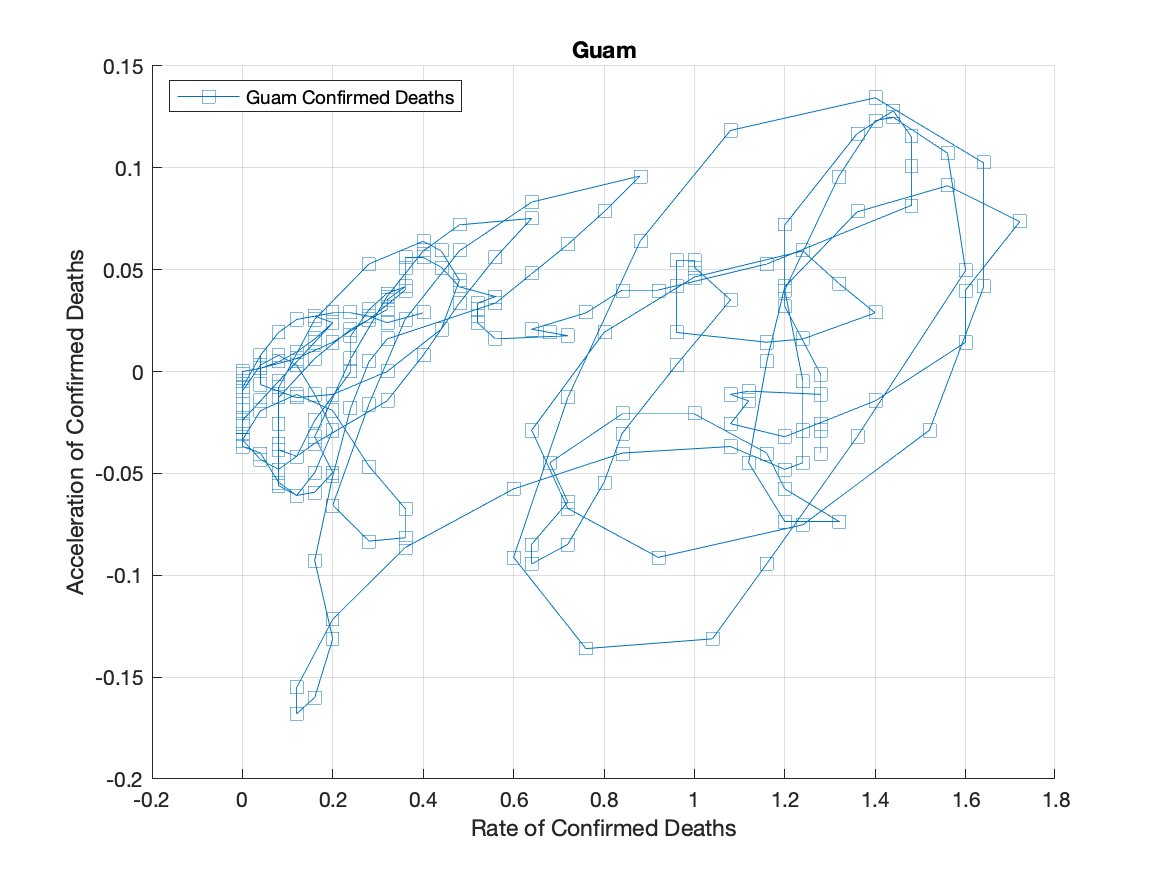 Guam
Guam Confirmed Deaths
Acceleration of Confirmed Deaths
0.15
0.1
0.05
0
-0.05
-0.1
-0.15
-0.2
-0.2 0 0.2 0.4 0.6 0.8 1 1.2 1.4 1.6 1.8
Rate of Confirmed Deaths